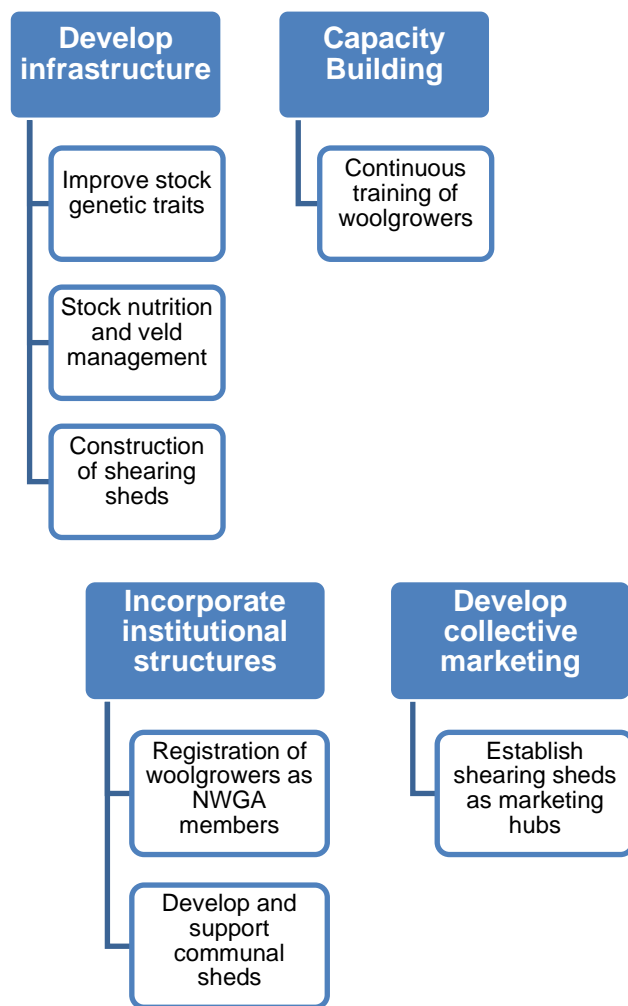 Develop
infrastructure
Improve stock
genetic traits
Stock nutrition
and veld
management
Construction
of shearing
sheds
Capacity
Building
Continuous
training of
woolgrowers
Incorporate
institutional
structures
Registration of
woolgrowers as
NWGA
members
Develop and
support
communal
sheds
Develop
collective
marketing
Establish
shearing sheds
as marketing
hubs